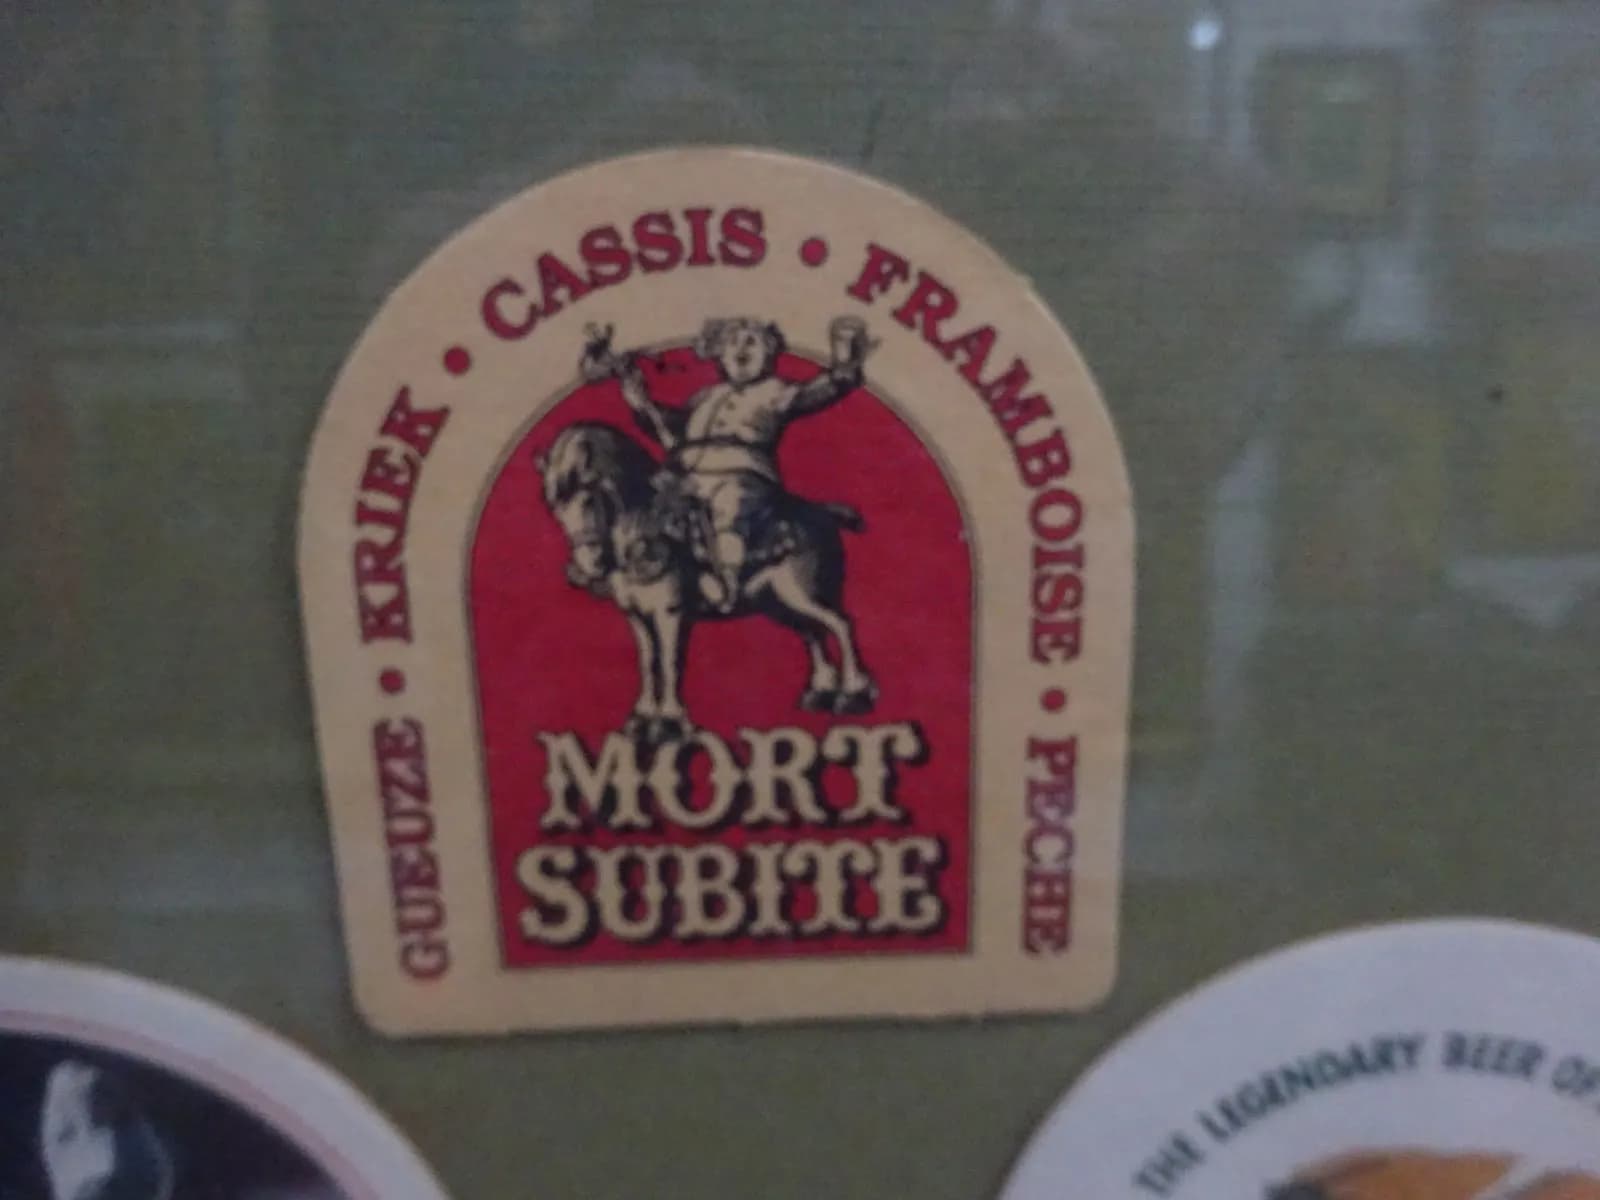 GUEUZE • KRIEK • CASSIS • FRAMBOISE • PECHE
MORT
SUBITE
THE LEGENDARY BEER OF